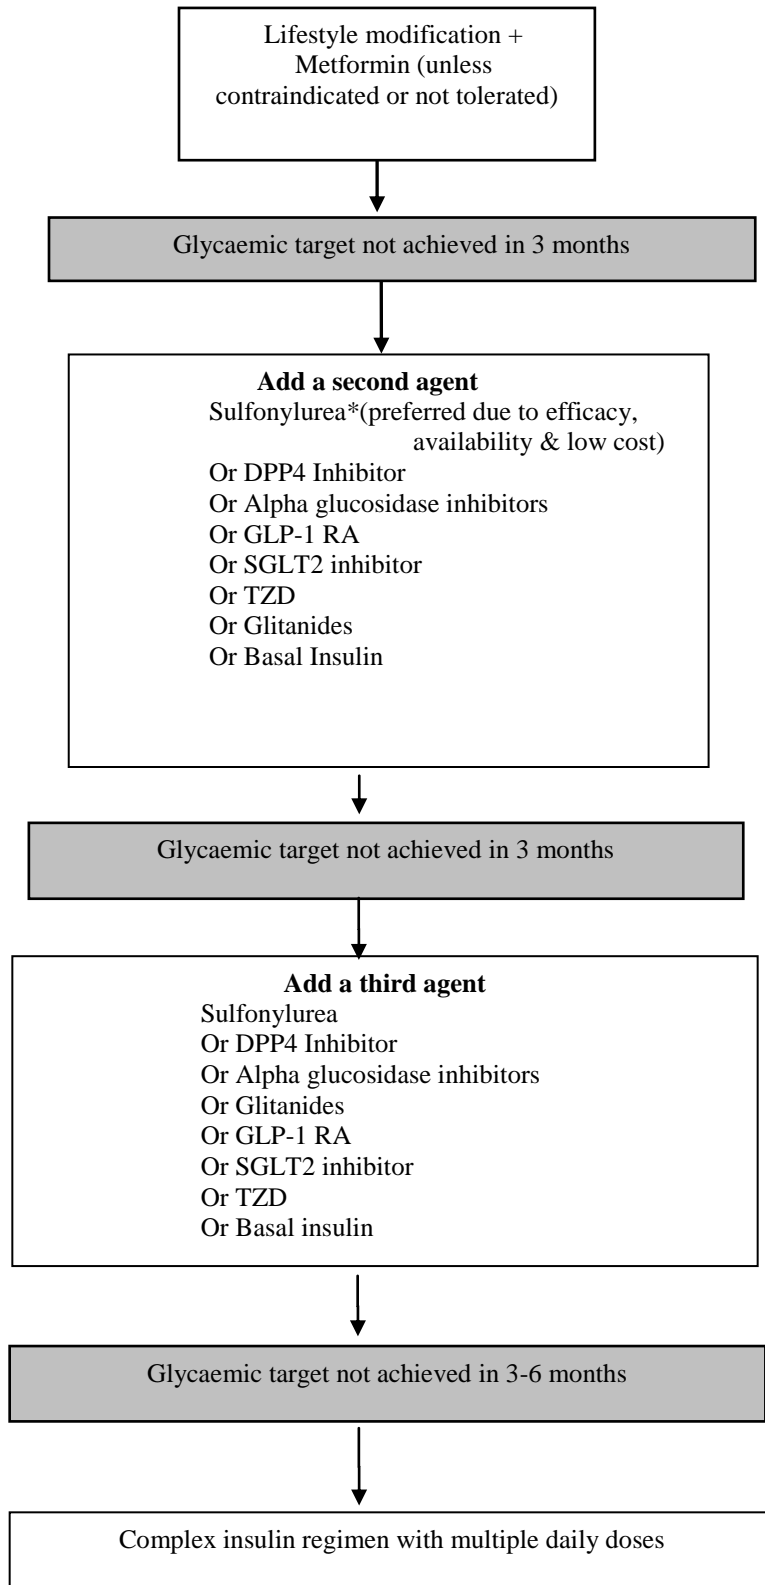 Lifestyle modification +
Metformin (unless
contraindicated or not tolerated)
Glycaemic target not achieved in 3 months
Add a second agent
Sulfonylurea*(preferred due to efficacy,
availability & low cost)
Or DPP4 Inhibitor
Or Alpha glucosidase inhibitors
Or GLP-1 RA
Or SGLT2 inhibitor
Or TZD
Or Glitanides
Or Basal Insulin
Glycaemic target not achieved in 3 months
Add a third agent
Sulfonylurea
Or DPP4 Inhibitor
Or Alpha glucosidase inhibitors
Or Glitanides
Or GLP-1 RA
Or SGLT2 inhibitor
Or TZD
Or Basal insulin
Glycaemic target not achieved in 3-6 months
Complex insulin regimen with multiple daily doses